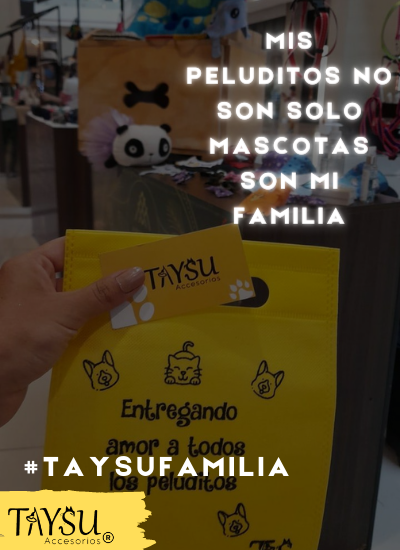 MIS
PELUDITOS NO
SON SOLO
MASCOTAS
SON MI
FAMILIA
TAYSU
Accesorios
Entregando
amor a todos
los peluditos
#TAYSUFAMILIA
TAYSU
Accesorios®